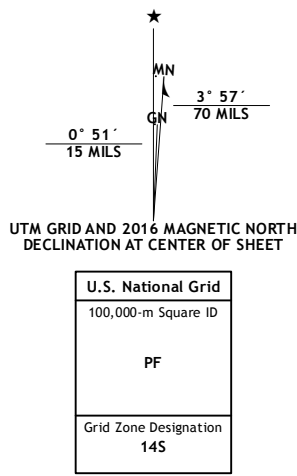 ★
MN
3° 57´
70 MILS
GN
0° 51´
15 MILS
UTM GRID AND 2016 MAGNETIC NORTH
DECLINATION AT CENTER OF SHEET
U.S. National Grid
100,000-m Square ID
PF
Grid Zone Designation
14S